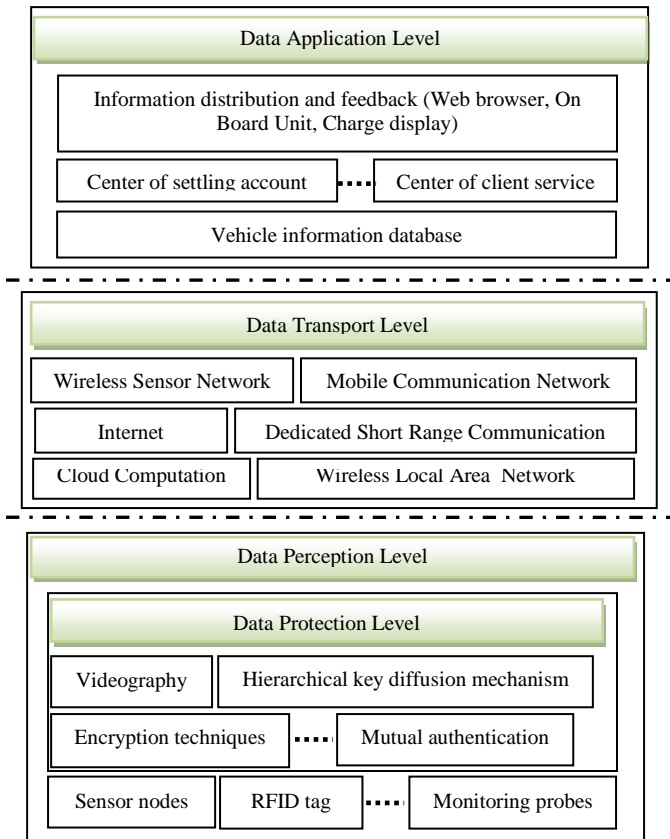 Data Application Level
Information distribution and feedback (Web browser, On
Board Unit, Charge display)
Center of settling account
Center of client service
Vehicle information database
Data Transport Level
Wireless Sensor Network
Mobile Communication Network
Internet
Dedicated Short Range Communication
Cloud Computation
Wireless Local Area Network
Data Perception Level
Data Protection Level
Videography
Hierarchical key diffusion mechanism
Encryption techniques
Mutual authentication
Sensor nodes
RFID tag
Monitoring probes